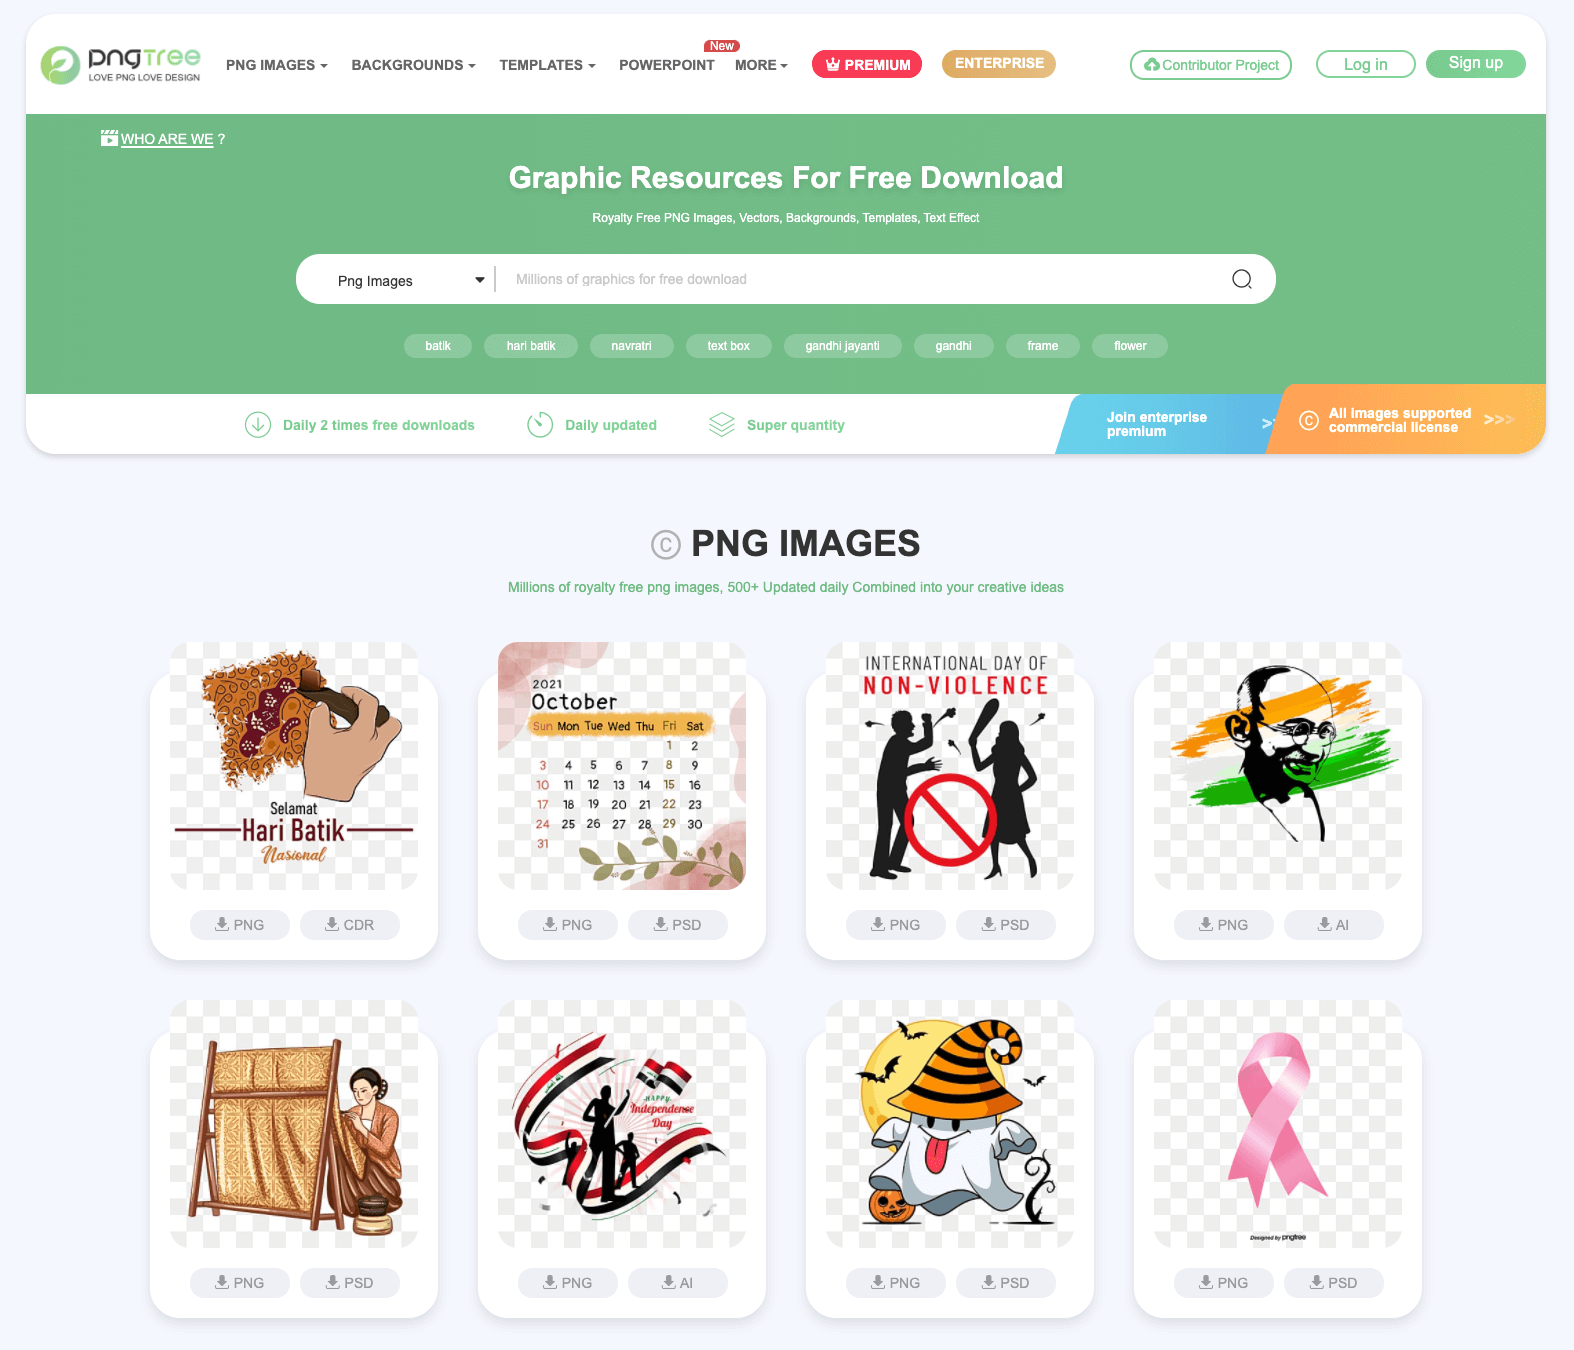 pngtree
LOVE PNG LOVE DESIGN
PNG IMAGES
BACKGROUNDS
TEMPLATES
POWERPOINT
New
MORE
PREMIUM
ENTERPRISE
Contributor Project
Log in
Sign up
WHO ARE WE ?
Graphic Resources For Free Download
Royalty Free PNG Images, Vectors, Backgrounds, Templates, Text Effect
Png Images
Millions of graphics for free download
batik
hari batik
navratri
text box
gandhi jayanti
gandhi
frame
flower
Daily 2 times free downloads
Daily updated
Super quantity
Join enterprise
premium
All images supported
commercial license
>>>
© PNG IMAGES
Millions of royalty free png images, 500+ Updated daily Combined into your creative ideas
Selamat
Hari Batik
Nasional
PNG
CDR
2021
October
Sun Mon Tue Wed Thu Fri Sat
1 2
3 4 5 6 7 8 9
10 11 12 13 14 15 16
17 18 19 20 21 22 23
24 25 26 27 28 29 30
31
PNG
PSD
INTERNATIONAL DAY OF
NON-VIOLENCE
PNG
PSD
PNG
AI
PNG
PSD
HAPPY
Independense
Day
PNG
AI
PNG
PSD
Designed by pngtree
PNG
PSD